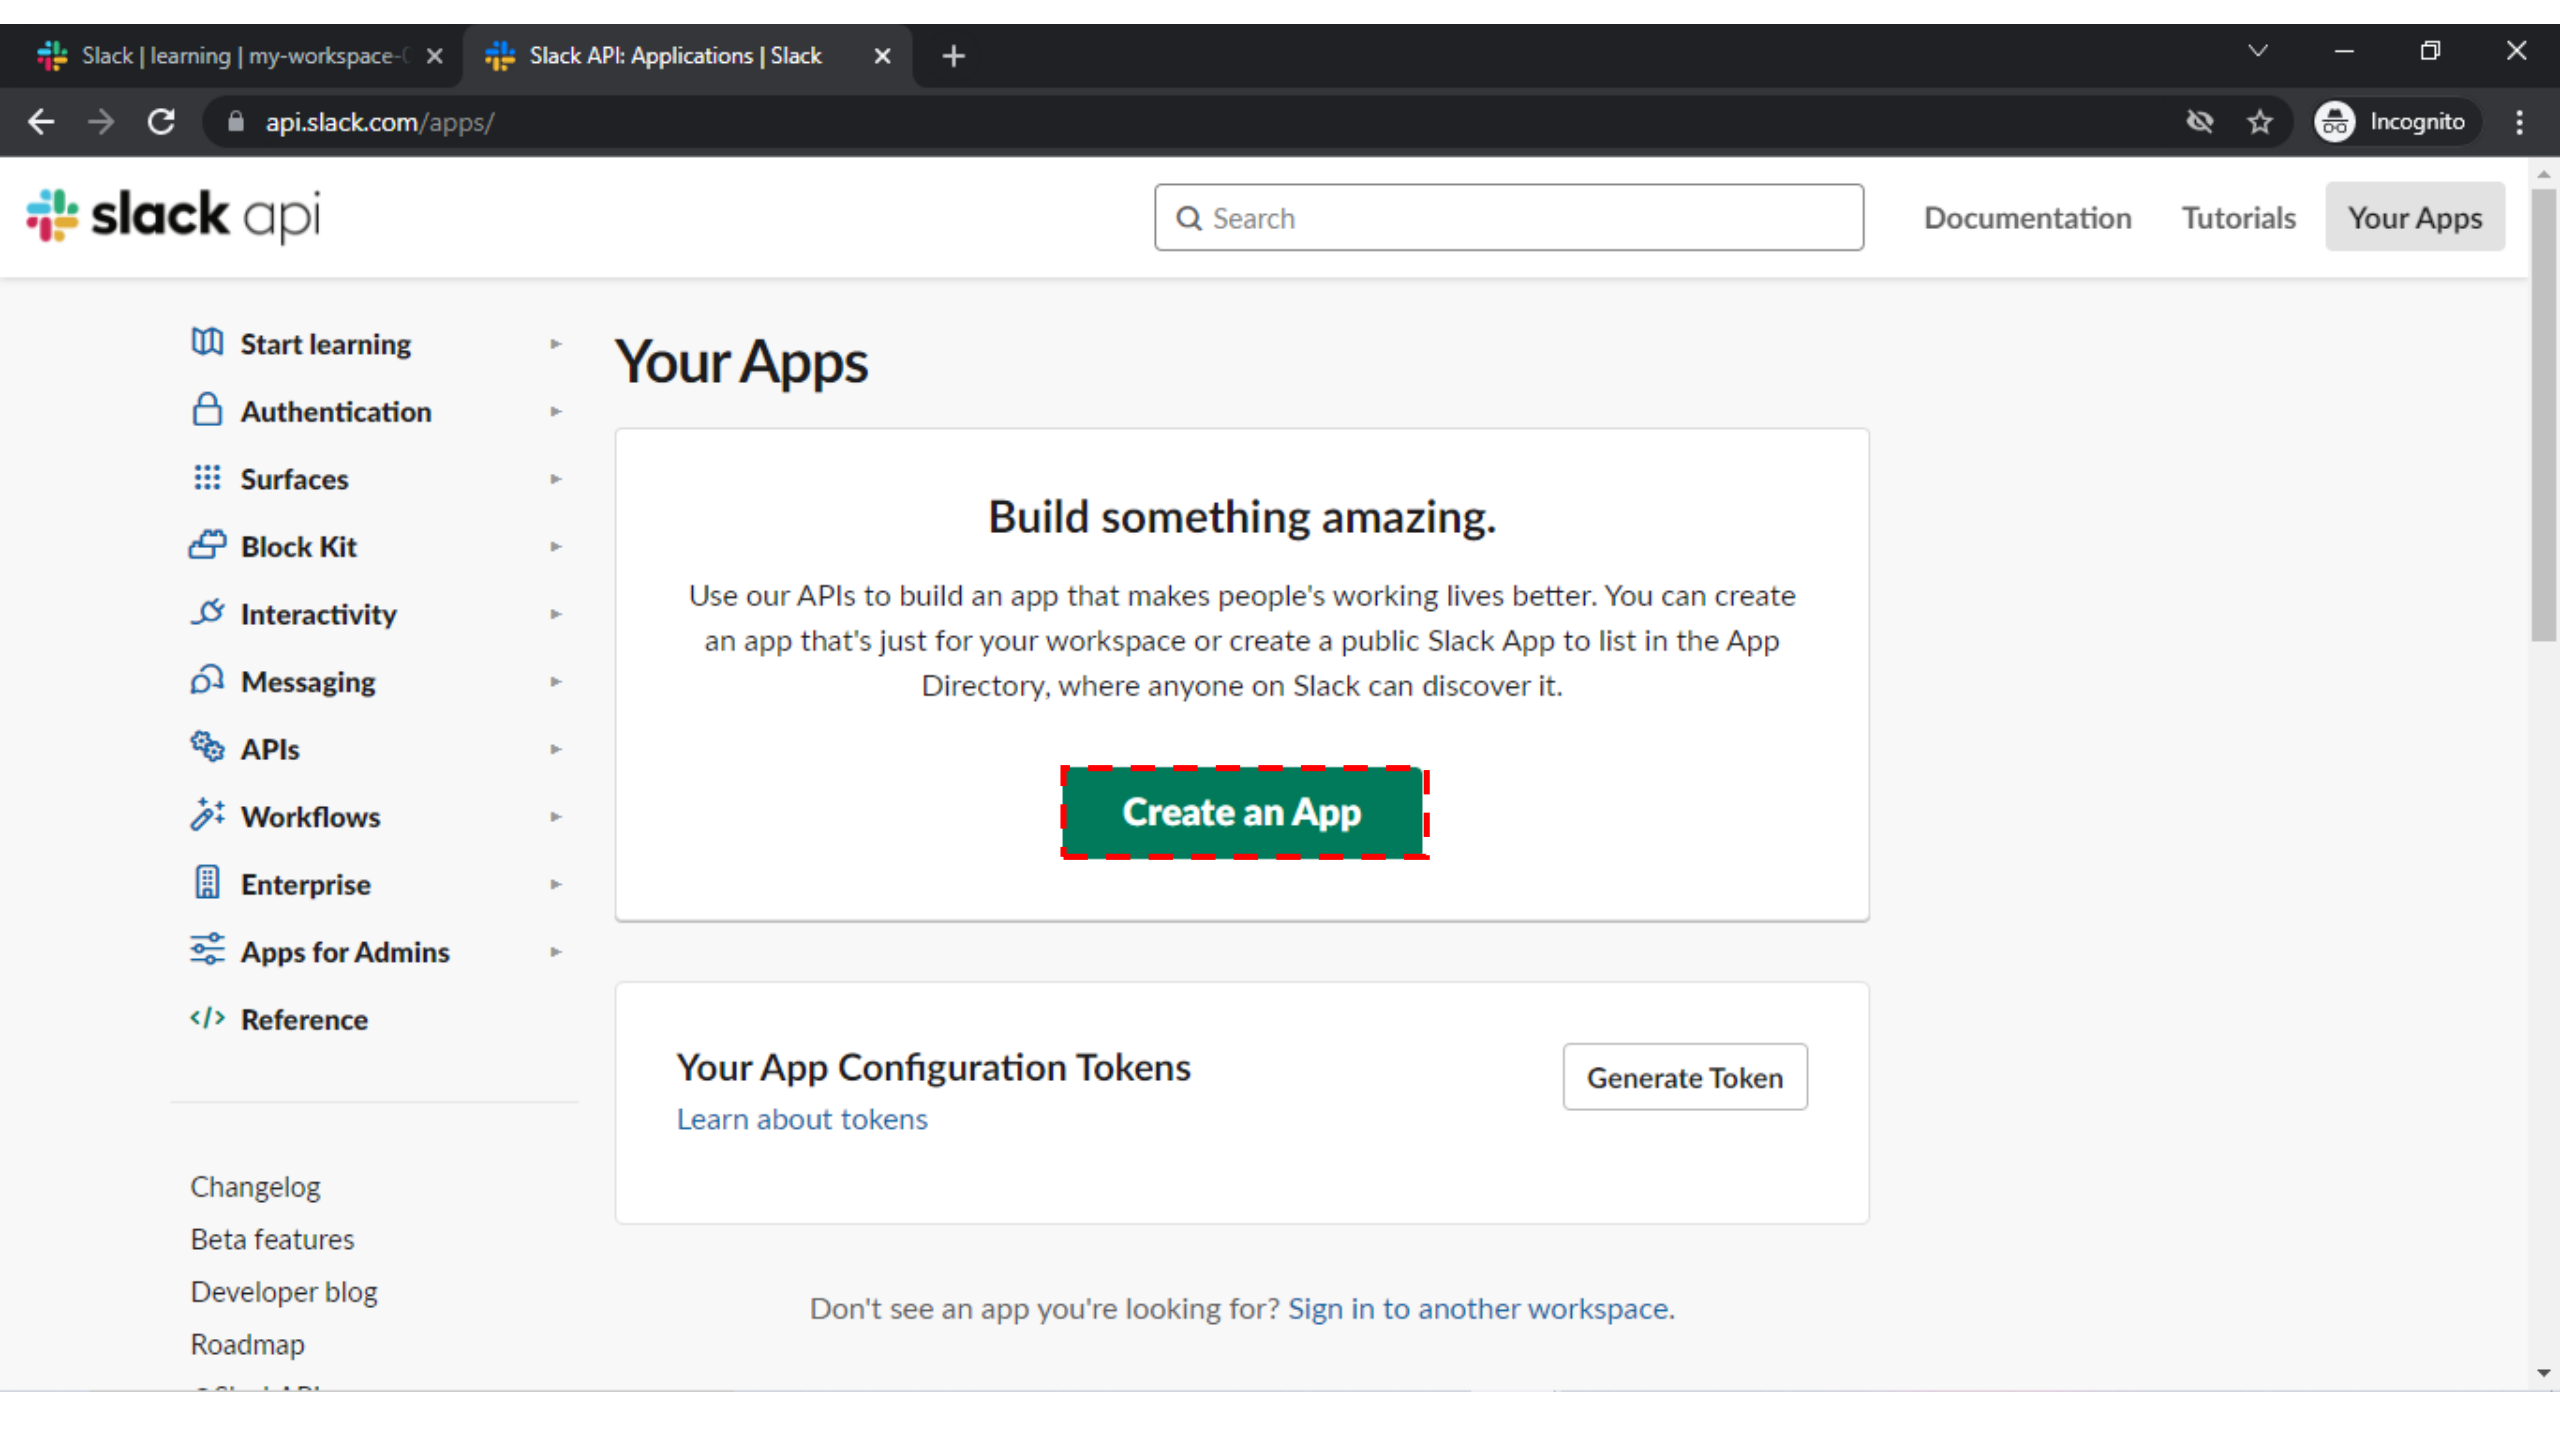 Slack | learning | my-workspace-
Slack API: Applications | Slack
api.slack.com/apps/
Incognito
slack api
Search
Documentation
Tutorials
Your Apps
Start learning
Authentication
Surfaces
Block Kit
Interactivity
Messaging
APIs
Workflows
Enterprise
Apps for Admins
Reference
Changelog
Beta features
Developer blog
Roadmap
Your Apps
Build something amazing.
Use our APIs to build an app that makes people's working lives better. You can create
an app that's just for your workspace or create a public Slack App to list in the App
Directory, where anyone on Slack can discover it.
Create an App
Your App Configuration Tokens
Generate Token
Learn about tokens
Don't see an app you're looking for? Sign in to another workspace.